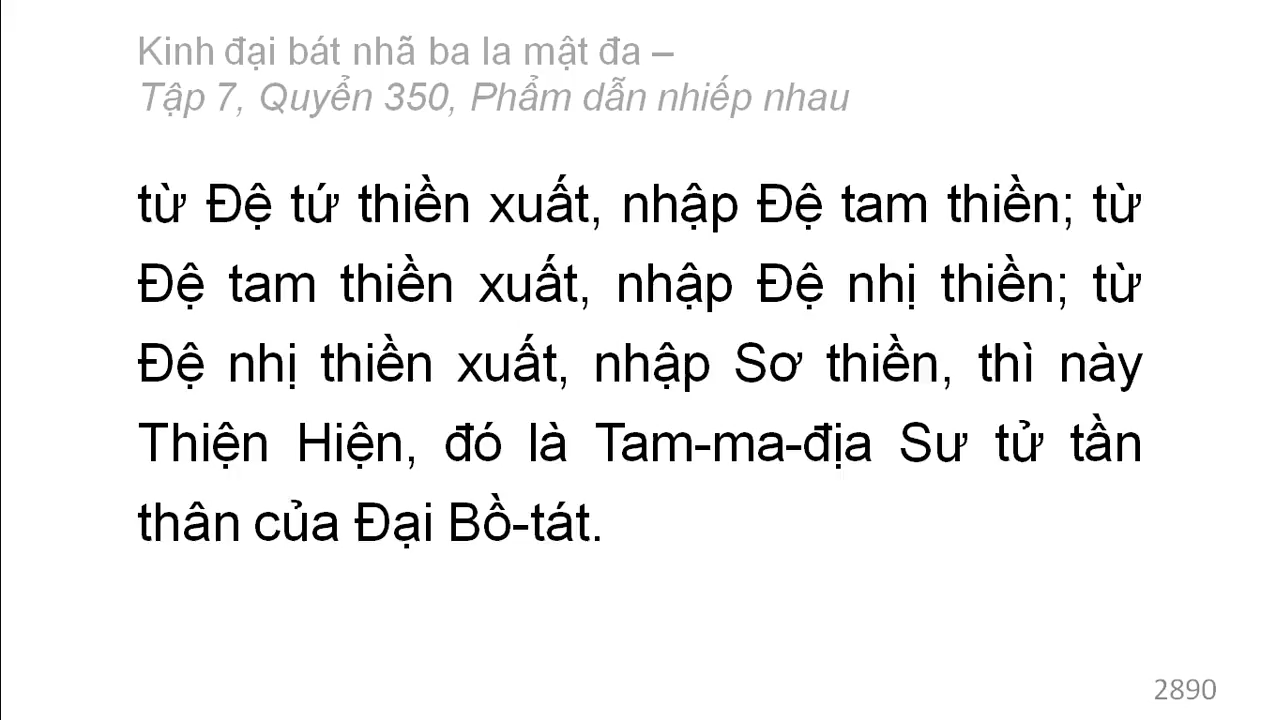 Kinh đại bát nhã ba la mật đa –
Tập 7, Quyển 350, Phẩm dẫn nhiếp nhau
từ Đệ tứ thiền xuất, nhập Đệ tam thiền; từ
Đệ tam thiền xuất, nhập Đệ nhị thiền; từ
Đệ nhị thiền xuất, nhập Sơ thiền, thì này
Thiện Hiện, đó là Tam-ma-địa Sư tử tần
thân của Đại Bồ-tát.
2890